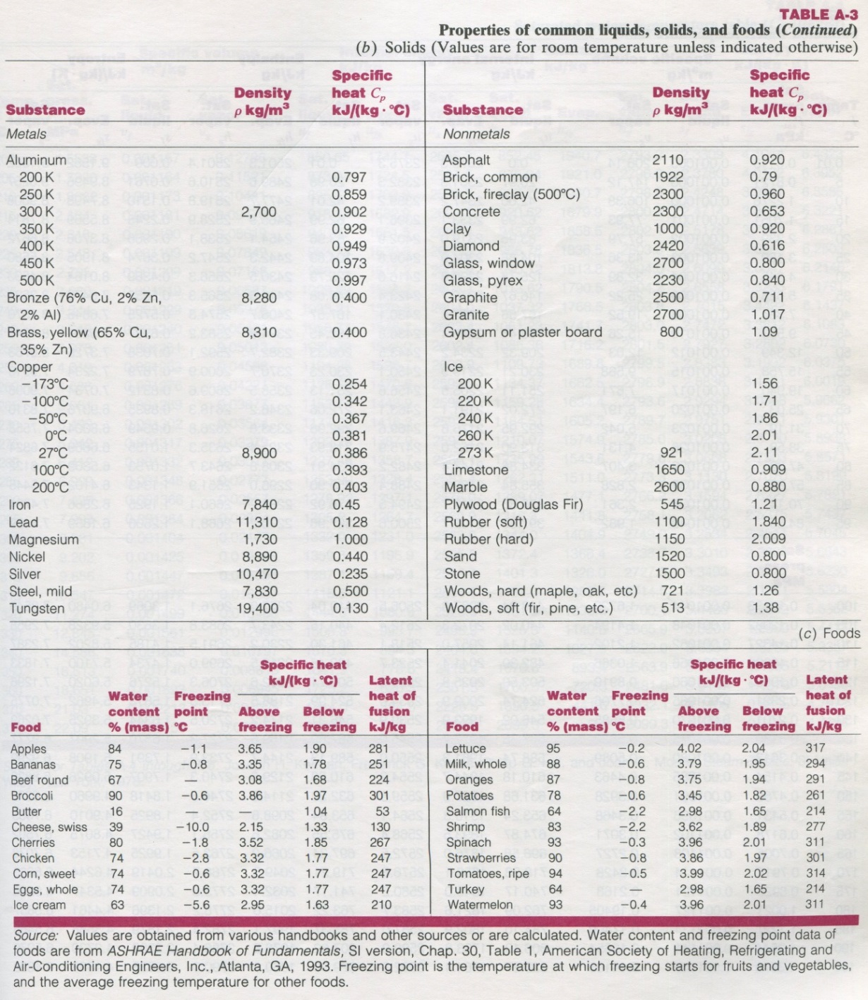 TABLE A-3
Properties of common liquids, solids, and foods (Continued)
(b) Solids (Values are for room temperature unless indicated otherwise)
Substance Density ρ kg/m³ Specific heat Cp kJ/(kg · °C)
Metals
Aluminum
200 K 0.797
250 K 0.859
300 K 2,700 0.902
350 K 0.929
400 K 0.949
450 K 0.973
500 K 0.997
Bronze (76% Cu, 2% Zn, 8,280 0.400
2% Al)
Brass, yellow (65% Cu, 8,310 0.400
35% Zn)
Copper
−173°C 0.254
−100°C 0.342
−50°C 0.367
0°C 0.381
27°C 8,900 0.386
100°C 0.393
200°C 0.403
Iron 7,840 0.45
Lead 11,310 0.128
Magnesium 1,730 1.000
Nickel 8,890 0.440
Silver 10,470 0.235
Steel, mild 7,830 0.500
Tungsten 19,400 0.130
Substance Density ρ kg/m³ Specific heat Cp kJ/(kg · °C)
Nonmetals
Asphalt 2110 0.920
Brick, common 1922 0.79
Brick, fireclay (500°C) 2300 0.960
Concrete 2300 0.653
Clay 1000 0.920
Diamond 2420 0.616
Glass, window 2700 0.800
Glass, pyrex 2230 0.840
Graphite 2500 0.711
Granite 2700 1.017
Gypsum or plaster board 800 1.09
Ice
200 K 1.56
220 K 1.71
240 K 1.86
260 K 2.01
273 K 921 2.11
Limestone 1650 0.909
Marble 2600 0.880
Plywood (Douglas Fir) 545 1.21
Rubber (soft) 1100 1.840
Rubber (hard) 1150 2.009
Sand 1520 0.800
Stone 1500 0.800
Woods, hard (maple, oak, etc) 721 1.26
Woods, soft (fir, pine, etc.) 513 1.38
(c) Foods
Specific heat
kJ/(kg · °C) Latent
Water Freezing heat of
content point Above Below fusion
Food % (mass) °C freezing freezing kJ/kg
Apples 84 −1.1 3.65 1.90 281
Bananas 75 −0.8 3.35 1.78 251
Beef round 67 — 3.08 1.68 224
Broccoli 90 −0.6 3.86 1.97 301
Butter 16 — 1.04 53
Cheese, swiss 39 −10.0 2.15 1.33 130
Cherries 80 −1.8 3.52 1.85 267
Chicken 74 −2.8 3.32 1.77 247
Corn, sweet 74 −0.6 3.32 1.77 247
Eggs, whole 74 −0.6 3.32 1.77 247
Ice cream 63 −5.6 2.95 1.63 210
Specific heat
kJ/(kg · °C) Latent
Water Freezing heat of
content point Above Below fusion
Food % (mass) °C freezing freezing kJ/kg
Lettuce 95 −0.2 4.02 2.04 317
Milk, whole 88 −0.6 3.79 1.95 294
Oranges 87 −0.8 3.75 1.94 291
Potatoes 78 −0.6 3.45 1.82 261
Salmon fish 64 −2.2 2.98 1.65 214
Shrimp 83 −2.2 3.62 1.89 277
Spinach 93 −0.3 3.96 2.01 311
Strawberries 90 −0.8 3.86 1.97 301
Tomatoes, ripe 94 −0.5 3.99 2.02 314
Turkey 64 2.98 1.65 214
Watermelon 93 −0.4 3.96 2.01 311
Source: Values are obtained from various handbooks and other sources or are calculated. Water content and freezing point data of
foods are from ASHRAE Handbook of Fundamentals, SI version, Chap. 30, Table 1, American Society of Heating, Refrigerating and
Air-Conditioning Engineers, Inc., Atlanta, GA, 1993. Freezing point is the temperature at which freezing starts for fruits and vegetables,
and the average freezing temperature for other foods.